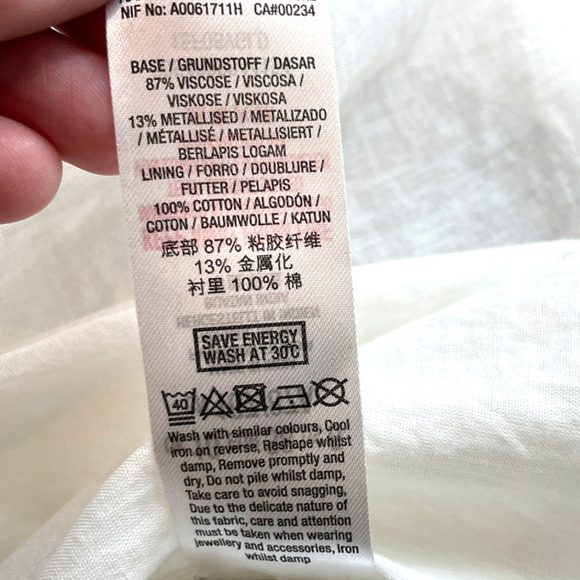 NIF No: A0061711H CA#00234
BASE / GRUNDSTOFF / DASAR
87% VISCOSE / VISCOSA /
VISKOSE / VISKOSA
13% METALLISED / METALIZADO
/ MÉTALLISÉ / METALLISIERT /
BERLAPIS LOGAM
LINING / FORRO / DOUBLURE /
FUTTER / PELAPIS
100% COTTON / ALGODÓN /
COTON / BAUMWOLLE / KATUN
底部 87% 粘胶纤维
13% 金属化
衬里 100% 棉
SAVE ENERGY
WASH AT 30°C
40
Wash with similar colours, Cool
iron on reverse, Reshape whilst
damp, Remove promptly and
dry, Do not pile whilst damp,
Take care to avoid snagging,
Due to the delicate nature of
this fabric, care and attention
must be taken when wearing
jewellery and accessories, Iron
whilst damp